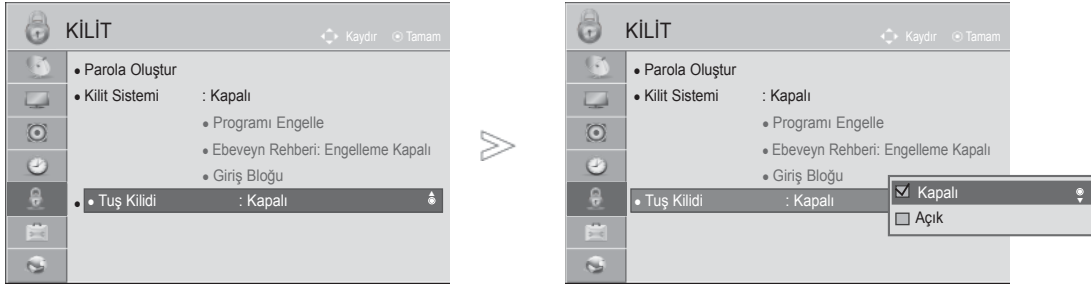 KİLİT
Kaydır Tamam
• Parola Oluştur
• Kilit Sistemi : Kapalı
• Programı Engelle
• Ebeveyn Rehberi: Engelleme Kapalı
• Giriş Bloğu
• • Tuş Kilidi : Kapalı
KİLİT
Kaydır Tamam
• Parola Oluştur
• Kilit Sistemi : Kapalı
• Programı Engelle
• Ebeveyn Rehberi: Engelleme Kapalı
• Giriş Bloğu
• Tuş Kilidi : Kapalı
Kapalı
Açık